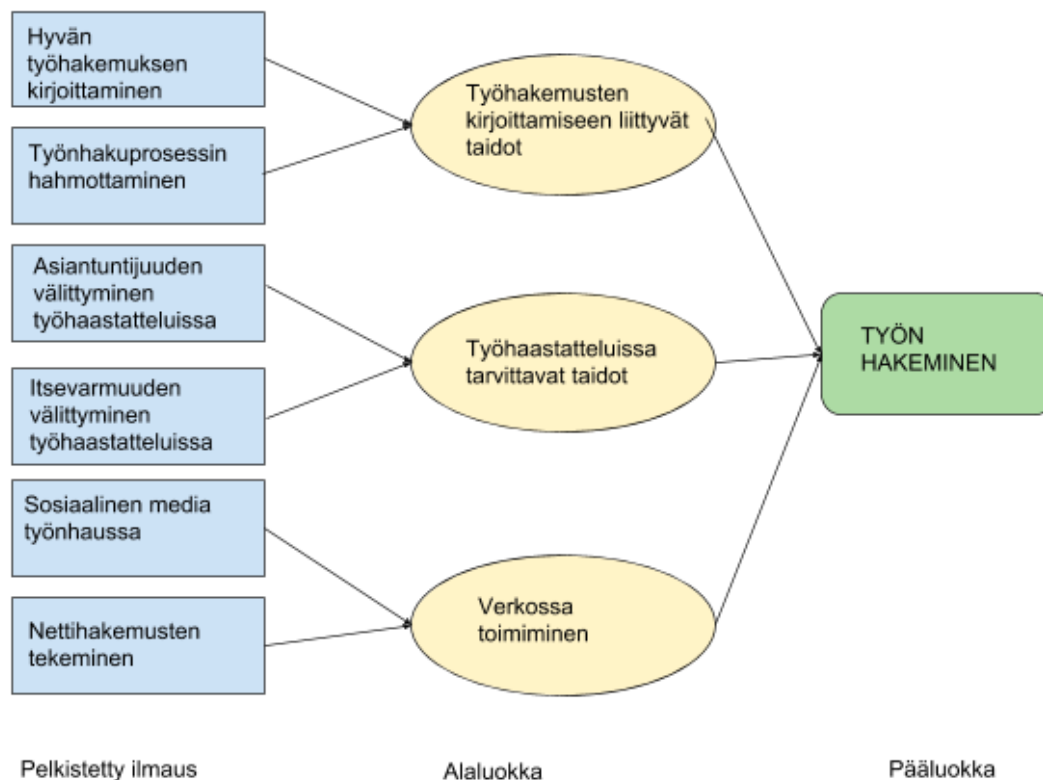 Hyvän
työhakemuksen
kirjoittaminen
Työnhakuprosessin
hahmottaminen
Asiantuntijuuden
välittyminen
työhaastatteluissa
Itsevarmuuden
välittyminen
työhaastatteluissa
Sosiaalinen media
työnhaussa
Nettihakemusten
tekeminen
Työhakemusten
kirjoittamiseen liittyvät
taidot
Työhaastatteluissa
tarvittavat taidot
Verkossa
toimiminen
TYÖN
HAKEMINEN
Pelkistetty ilmaus
Alaluokka
Pääluokka